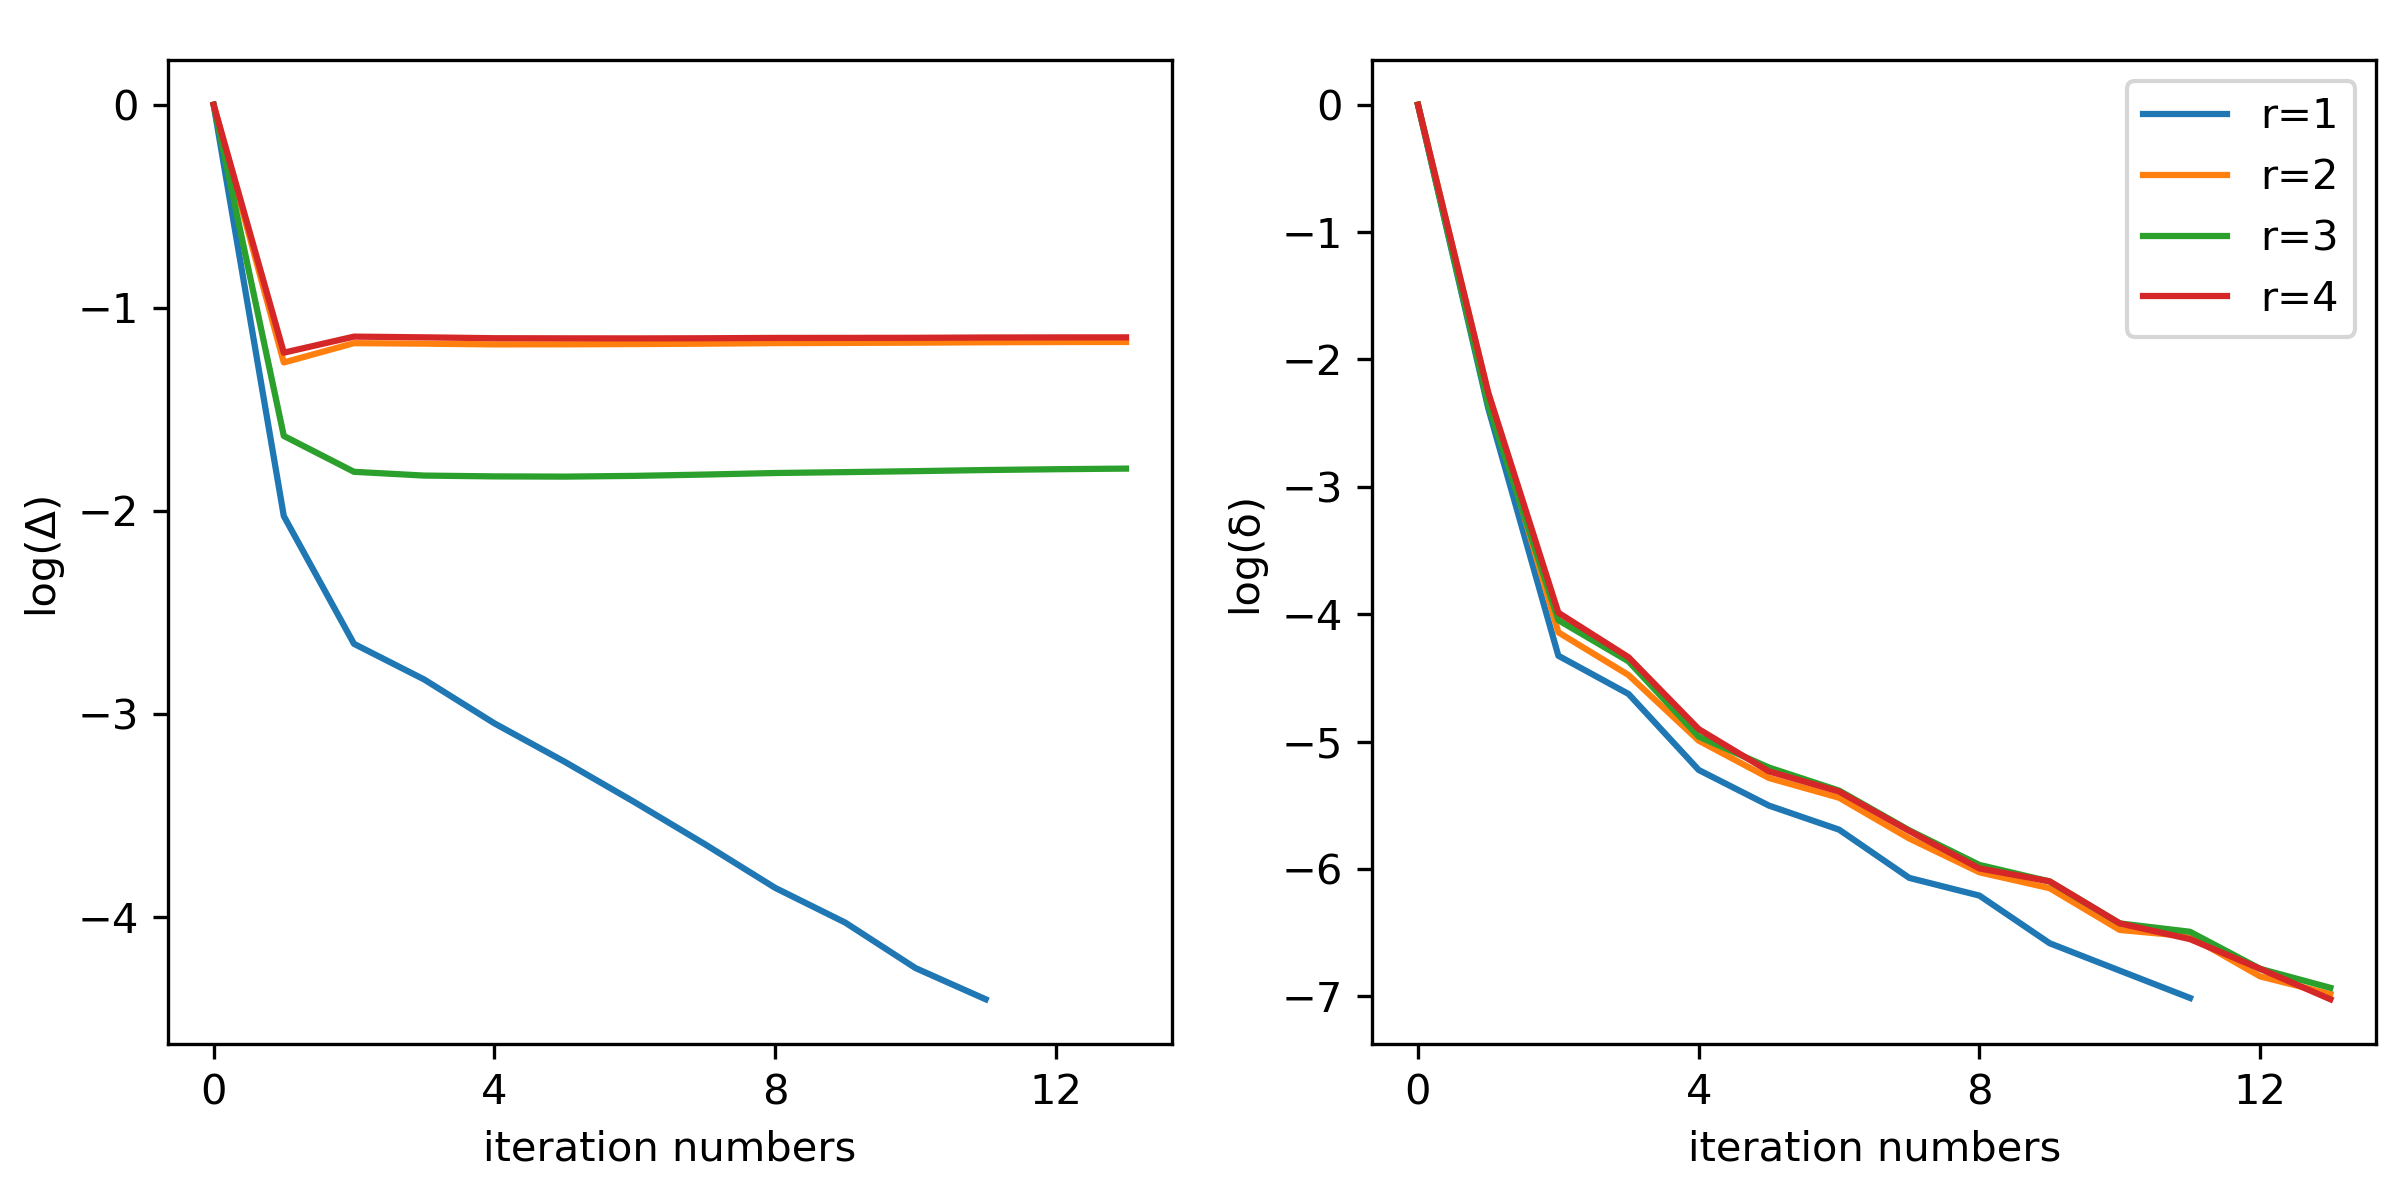 log(Δ)
0
−1
−2
−3
−4
0 4 8 12
iteration numbers
log(δ)
0
−1
−2
−3
−4
−5
−6
−7
0 4 8 12
iteration numbers
r=1
r=2
r=3
r=4